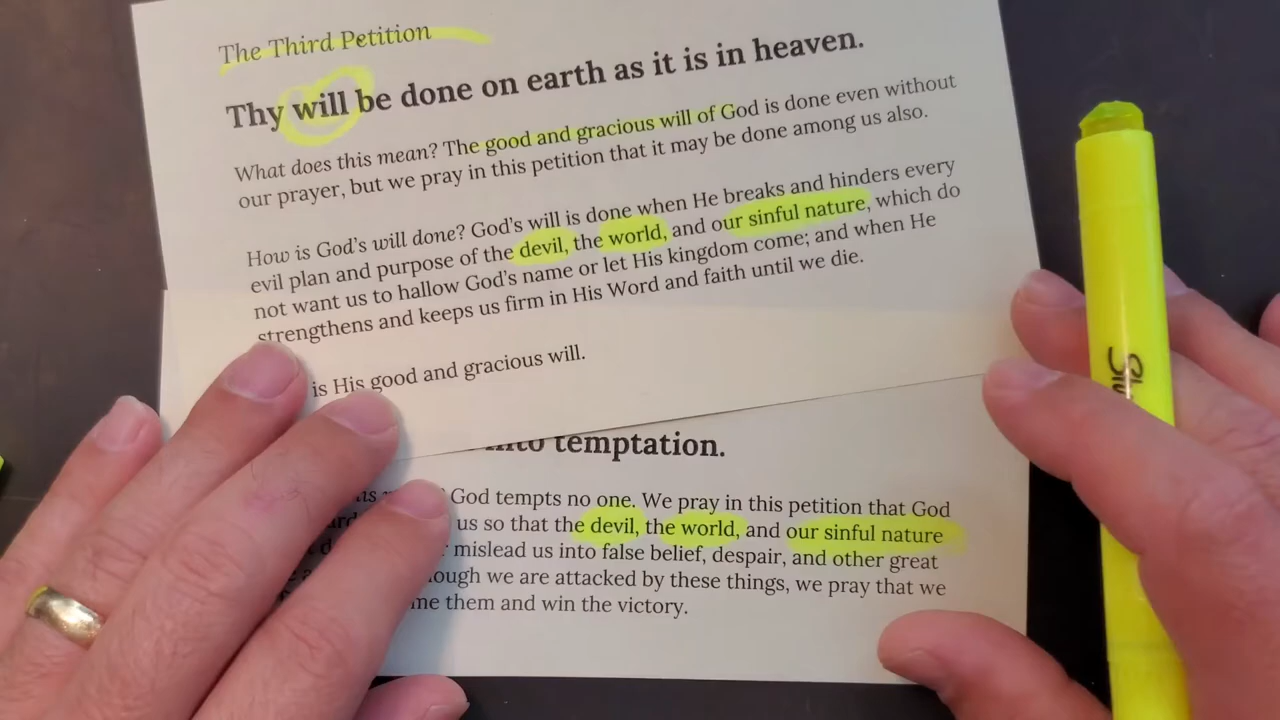 The Third Petition
Thy will be done on earth as it is in heaven.
What does this mean? The good and gracious will of God is done even without
our prayer, but we pray in this petition that it may be done among us also.
How is God's will done? God's will is done when He breaks and hinders every
evil plan and purpose of the devil, the world, and our sinful nature, which do
not want us to hallow God's name or let His kingdom come; and when He
strengthens and keeps us firm in His Word and faith until we die.
is His good and gracious will.
into temptation.
God tempts no one. We pray in this petition that God
us so that the devil, the world, and our sinful nature
mislead us into false belief, despair, and other great
we are attacked by these things, we pray that we
them and win the victory.